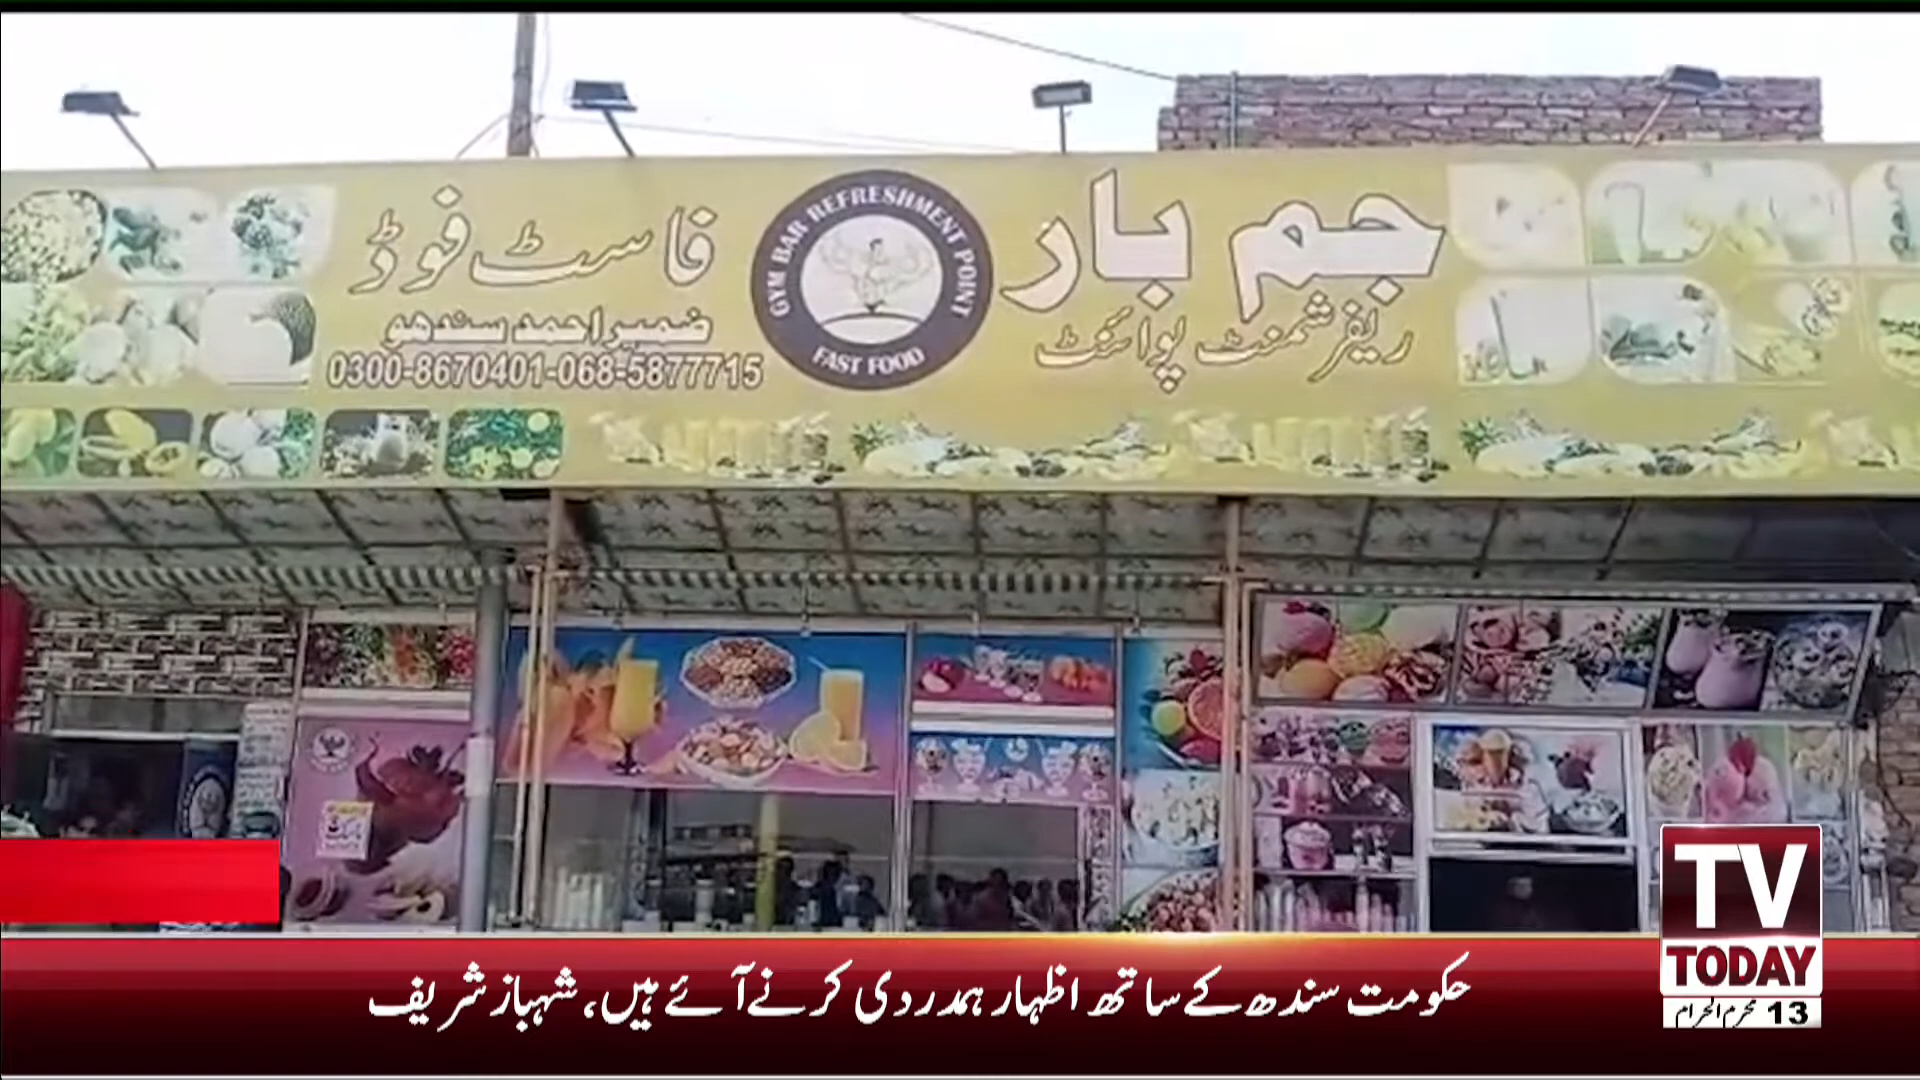 جم بار
ریفرشمنٹ پوائنٹ
GYM BAR REFRESHMENT POINT
FAST FOOD
فاسٹ فوڈ
ضمیر احمد سندھو
0300-8670401-068-5877715
TV
TODAY
13 محرم الحرام
حکومت سندھ کے ساتھ اظہار ہمدردی کرنے آئے ہیں، شہباز شریف